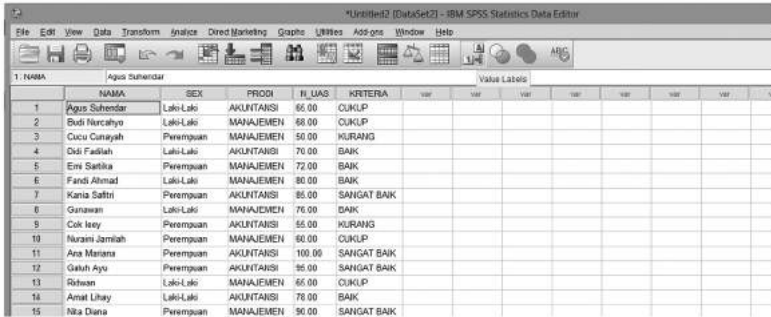 *Untitled2 [DataSet2] - IBM SPSS Statistics Data Editor
File Edit View Data Transform Analyze Direct Marketing Graphs Utilities Add-ons Window Help
1 : NAMA Agus Suhendar Value Labels
NAMA SEX PRODI N_UAS KRITERIA var var var var var var var
1 Agus Suhendar Laki-Laki AKUNTANSI 65.00 CUKUP
2 Budi Nurcahyo Laki-Laki MANAJEMEN 68.00 CUKUP
3 Cucu Cunayah Perempuan MANAJEMEN 50.00 KURANG
4 Didi Fadilah Laki-Laki AKUNTANSI 70.00 BAIK
5 Erni Sartika Perempuan MANAJEMEN 72.00 BAIK
6 Fandi Ahmad Laki-Laki MANAJEMEN 80.00 BAIK
7 Kania Safitri Perempuan AKUNTANSI 85.00 SANGAT BAIK
8 Gunawan Laki-Laki MANAJEMEN 76.00 BAIK
9 Cok Perempuan AKUNTANSI 55.00 KURANG
10 Nuraini Jamilah Perempuan MANAJEMEN 60.00 CUKUP
11 Ana Mariana Perempuan AKUNTANSI 100.00 SANGAT BAIK
12 Galuh Ayu Perempuan AKUNTANSI 95.00 SANGAT BAIK
13 Ridwan Laki-Laki MANAJEMEN 65.00 CUKUP
14 Amat Lihay Laki-Laki AKUNTANSI 78.00 BAIK
15 Nita Diana Perempuan MANAJEMEN 90.00 SANGAT BAIK